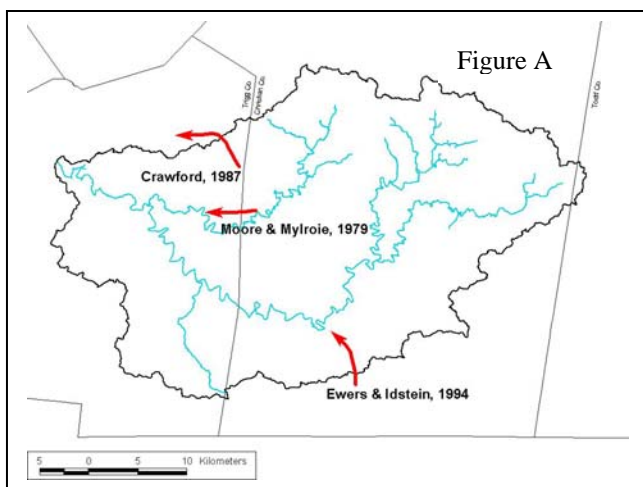 Figure A
Trigg Co.
Christian Co.
Todd Co.
Crawford, 1987
Moore & Mylroie, 1979
Ewers & Idstein, 1994
5 0 5 10 Kilometers